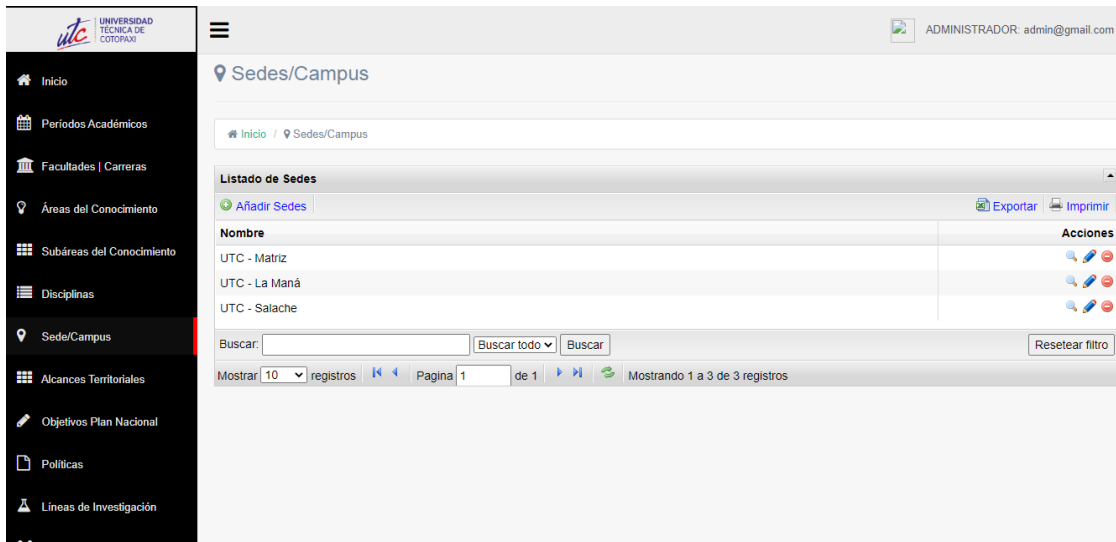 utc
UNIVERSIDAD
TÉCNICA DE
COTOPAXI
ADMINISTRADOR: admin@gmail.com
Inicio
Períodos Académicos
Facultades | Carreras
Áreas del Conocimiento
Subáreas del Conocimiento
Disciplinas
Sede/Campus
Alcances Territoriales
Objetivos Plan Nacional
Políticas
Líneas de Investigación
Sedes/Campus
Inicio / Sedes/Campus
Listado de Sedes
Añadir Sedes Exportar Imprimir
Nombre Acciones
UTC - Matriz
UTC - La Maná
UTC - Salache
Buscar: Buscar todo Buscar Resetear filtro
Mostrar 10 registros Pagina 1 de 1 Mostrando 1 a 3 de 3 registros